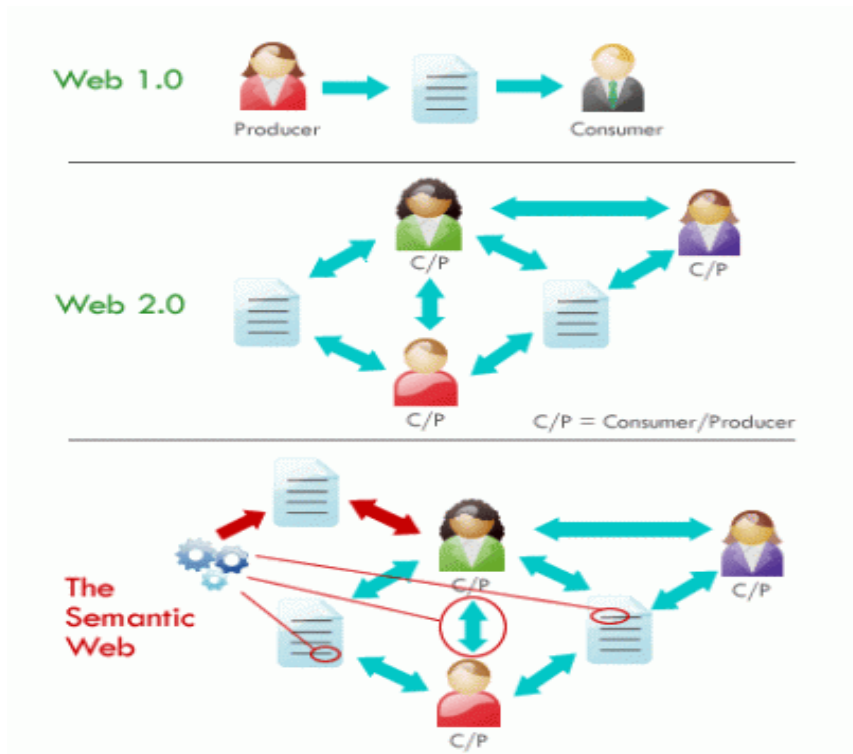 Web 1.0
Producer
Consumer
C/P
C/P
Web 2.0
C/P
C/P = Consumer/Producer
C/P
C/P
The
Semantic
Web
C/P